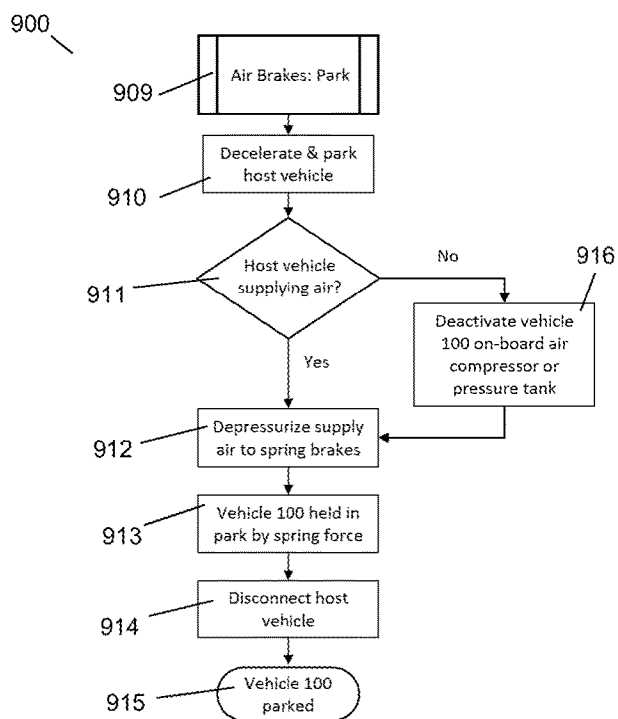 900
909
Air Brakes: Park
910
Decelerate & park
host vehicle
911
Host vehicle
supplying air?
No
916
Yes
Deactivate vehicle
100 on-board air
compressor or
pressure tank
912
Depressurize supply
air to spring brakes
913
Vehicle 100 held in
park by spring force
914
Disconnect host
vehicle
915
Vehicle 100
parked